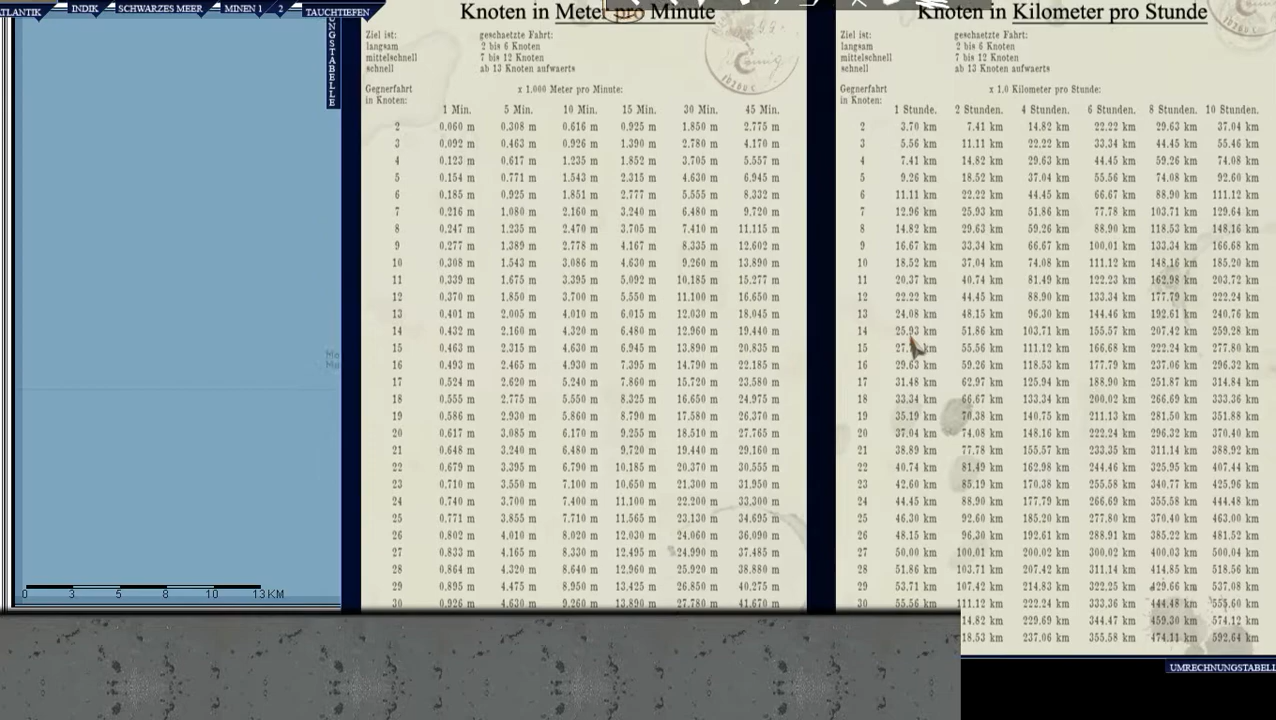 INDIK
SCHWARZES MEER
MINEN 1
2
TAUCHTIEFEN
UNGSTABELLE
0 3 5 8 10 13 KM
Knoten in Meter pro Minute
Ziel ist: geschaetzte Fahrt:
langsam 2 bis 6 Knoten
mittelschnell 7 bis 12 Knoten
schnell ab 13 Knoten aufwaerts
Gegnerfahrt x 1.000 Meter pro Minute:
in Knoten:
1 Min. 5 Min. 10 Min. 15 Min. 30 Min. 45 Min.
2 0.060 m 0.308 m 0.616 m 0.925 m 1.850 m 2.775 m
3 0.092 m 0.463 m 0.926 m 1.390 m 2.780 m 4.170 m
4 0.123 m 0.617 m 1.235 m 1.852 m 3.705 m 5.557 m
5 0.154 m 0.771 m 1.543 m 2.315 m 4.630 m 6.945 m
6 0.185 m 0.925 m 1.851 m 2.777 m 5.555 m 8.332 m
7 0.216 m 1.080 m 2.160 m 3.240 m 6.480 m 9.720 m
8 0.247 m 1.235 m 2.470 m 3.705 m 7.410 m 11.115 m
9 0.277 m 1.389 m 2.778 m 4.167 m 8.335 m 12.602 m
10 0.308 m 1.543 m 3.086 m 4.630 m 9.260 m 13.890 m
11 0.339 m 1.675 m 3.395 m 5.092 m 10.185 m 15.277 m
12 0.370 m 1.850 m 3.700 m 5.550 m 11.100 m 16.650 m
13 0.401 m 2.005 m 4.010 m 6.015 m 12.030 m 18.045 m
14 0.432 m 2.160 m 4.320 m 6.480 m 12.960 m 19.440 m
15 0.463 m 2.315 m 4.630 m 6.945 m 13.890 m 20.835 m
16 0.493 m 2.465 m 4.930 m 7.395 m 14.790 m 22.185 m
17 0.524 m 2.620 m 5.240 m 7.860 m 15.720 m 23.580 m
18 0.555 m 2.775 m 5.550 m 8.325 m 16.650 m 24.975 m
19 0.586 m 2.930 m 5.860 m 8.790 m 17.580 m 26.370 m
20 0.617 m 3.085 m 6.170 m 9.255 m 18.510 m 27.765 m
21 0.648 m 3.240 m 6.480 m 9.720 m 19.440 m 29.160 m
22 0.679 m 3.395 m 6.790 m 10.185 m 20.370 m 30.555 m
23 0.710 m 3.550 m 7.100 m 10.650 m 21.300 m 31.950 m
24 0.740 m 3.700 m 7.400 m 11.100 m 22.200 m 33.300 m
25 0.771 m 3.855 m 7.710 m 11.565 m 23.130 m 34.695 m
26 0.802 m 4.010 m 8.020 m 12.030 m 24.060 m 36.090 m
27 0.833 m 4.165 m 8.330 m 12.495 m 24.990 m 37.485 m
28 0.864 m 4.320 m 8.640 m 12.960 m 25.920 m 38.880 m
29 0.895 m 4.475 m 8.950 m 13.425 m 26.850 m 40.275 m
30 0.926 m 4.630 m 9.260 m 13.890 m 27.780 m 41.670 m
Knoten in Kilometer pro Stunde
Ziel ist: geschaetzte Fahrt:
langsam 2 bis 6 Knoten
mittelschnell 7 bis 12 Knoten
schnell ab 13 Knoten aufwaerts
Gegnerfahrt x 1.0 Kilometer pro Stunde:
in Knoten:
1 Stunde. 2 Stunden. 4 Stunden. 6 Stunden. 8 Stunden. 10 Stunden.
2 3.70 km 7.41 km 14.82 km 22.22 km 29.63 km 37.04 km
3 5.56 km 11.11 km 22.22 km 33.34 km 44.45 km 55.46 km
4 7.41 km 14.82 km 29.63 km 44.45 km 59.26 km 74.08 km
5 9.26 km 18.52 km 37.04 km 55.56 km 74.08 km 92.60 km
6 11.11 km 22.22 km 44.45 km 66.67 km 88.90 km 111.12 km
7 12.96 km 25.93 km 51.86 km 77.78 km 103.71 km 129.64 km
8 14.82 km 29.63 km 59.26 km 88.90 km 118.53 km 148.16 km
9 16.67 km 33.34 km 66.67 km 100.01 km 133.34 km 166.68 km
10 18.52 km 37.04 km 74.08 km 111.12 km 148.16 km 185.20 km
11 20.37 km 40.74 km 81.49 km 122.23 km 162.98 km 203.72 km
12 22.22 km 44.45 km 88.90 km 133.34 km 177.79 km 222.24 km
13 24.08 km 48.15 km 96.30 km 144.46 km 192.61 km 240.76 km
14 25.93 km 51.86 km 103.71 km 155.57 km 207.42 km 259.28 km
15 55.56 km 111.12 km 166.68 km 222.24 km 277.80 km
16 29.63 km 59.26 km 118.53 km 177.79 km 237.06 km 296.32 km
17 31.48 km 62.97 km 125.94 km 188.90 km 251.87 km 314.84 km
18 33.34 km 66.67 km 133.34 km 200.02 km 266.69 km 333.36 km
19 35.19 km 70.38 km 140.75 km 211.13 km 281.50 km 351.88 km
20 37.04 km 74.08 km 148.16 km 222.24 km 296.32 km 370.40 km
21 38.89 km 77.78 km 155.57 km 233.35 km 311.14 km 388.92 km
22 40.74 km 81.49 km 162.98 km 244.46 km 325.95 km 407.44 km
23 42.60 km 85.19 km 170.38 km 255.58 km 340.77 km 425.96 km
24 44.45 km 88.90 km 177.79 km 266.69 km 355.58 km 444.48 km
25 46.30 km 92.60 km 185.20 km 277.80 km 370.40 km 463.00 km
26 48.15 km 96.30 km 192.61 km 288.91 km 385.22 km 481.52 km
27 50.00 km 100.01 km 200.02 km 300.02 km 400.03 km 500.04 km
28 51.86 km 103.71 km 207.42 km 311.14 km 414.85 km 518.56 km
29 53.71 km 107.42 km 214.83 km 322.25 km 429.66 km 537.08 km
30 55.56 km 111.12 km 222.24 km 333.36 km 444.48 km 555.60 km
14.82 km 229.69 km 344.47 km 459.30 km 574.12 km
18.53 km 237.06 km 355.58 km 474.11 km 592.64 km
UMRECHNUNGSTABELL